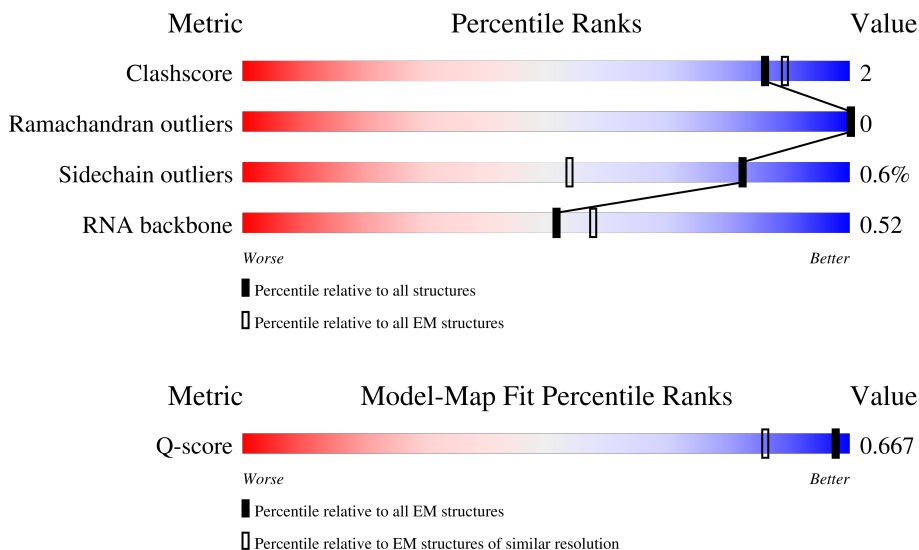 Metric Percentile Ranks Value
Clashscore 2
Ramachandran outliers 0
Sidechain outliers 0.6%
RNA backbone 0.52
Worse Better
Percentile relative to all structures
Percentile relative to all EM structures
Metric Model-Map Fit Percentile Ranks Value
Q-score 0.667
Worse Better
Percentile relative to all EM structures
Percentile relative to EM structures of similar resolution